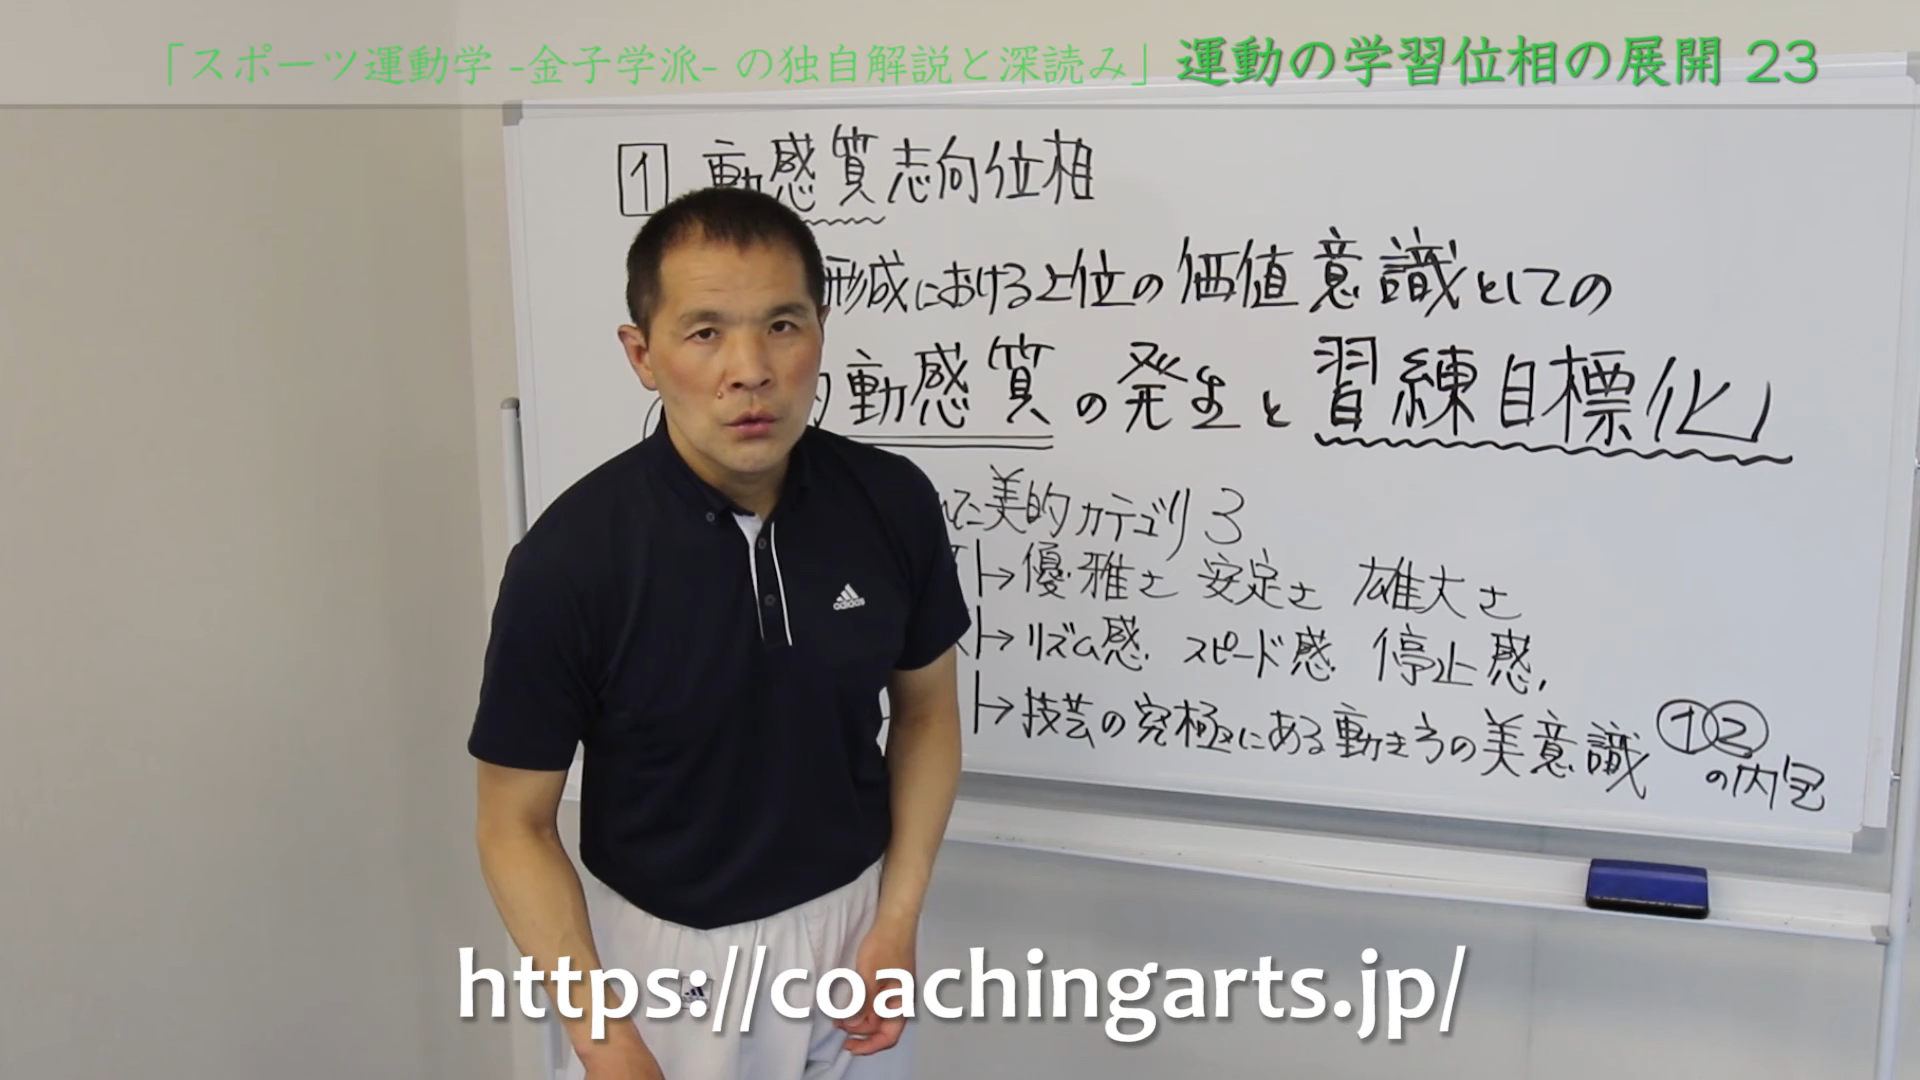 「スポーツ運動学 -金子学派- の独自解説と深読み」運動の学習位相の展開 23
1 動感質志向位相
形成における上位の価値意識としての
動感質の発生と習練目標化」
美的カテゴリ 3
→優雅さ 安定さ 雄大さ
→リズム感. スピード感. 停止感.
→技芸の究極にある動き方の美意識 ①②
の内包
adidas
https://coachingarts.jp/